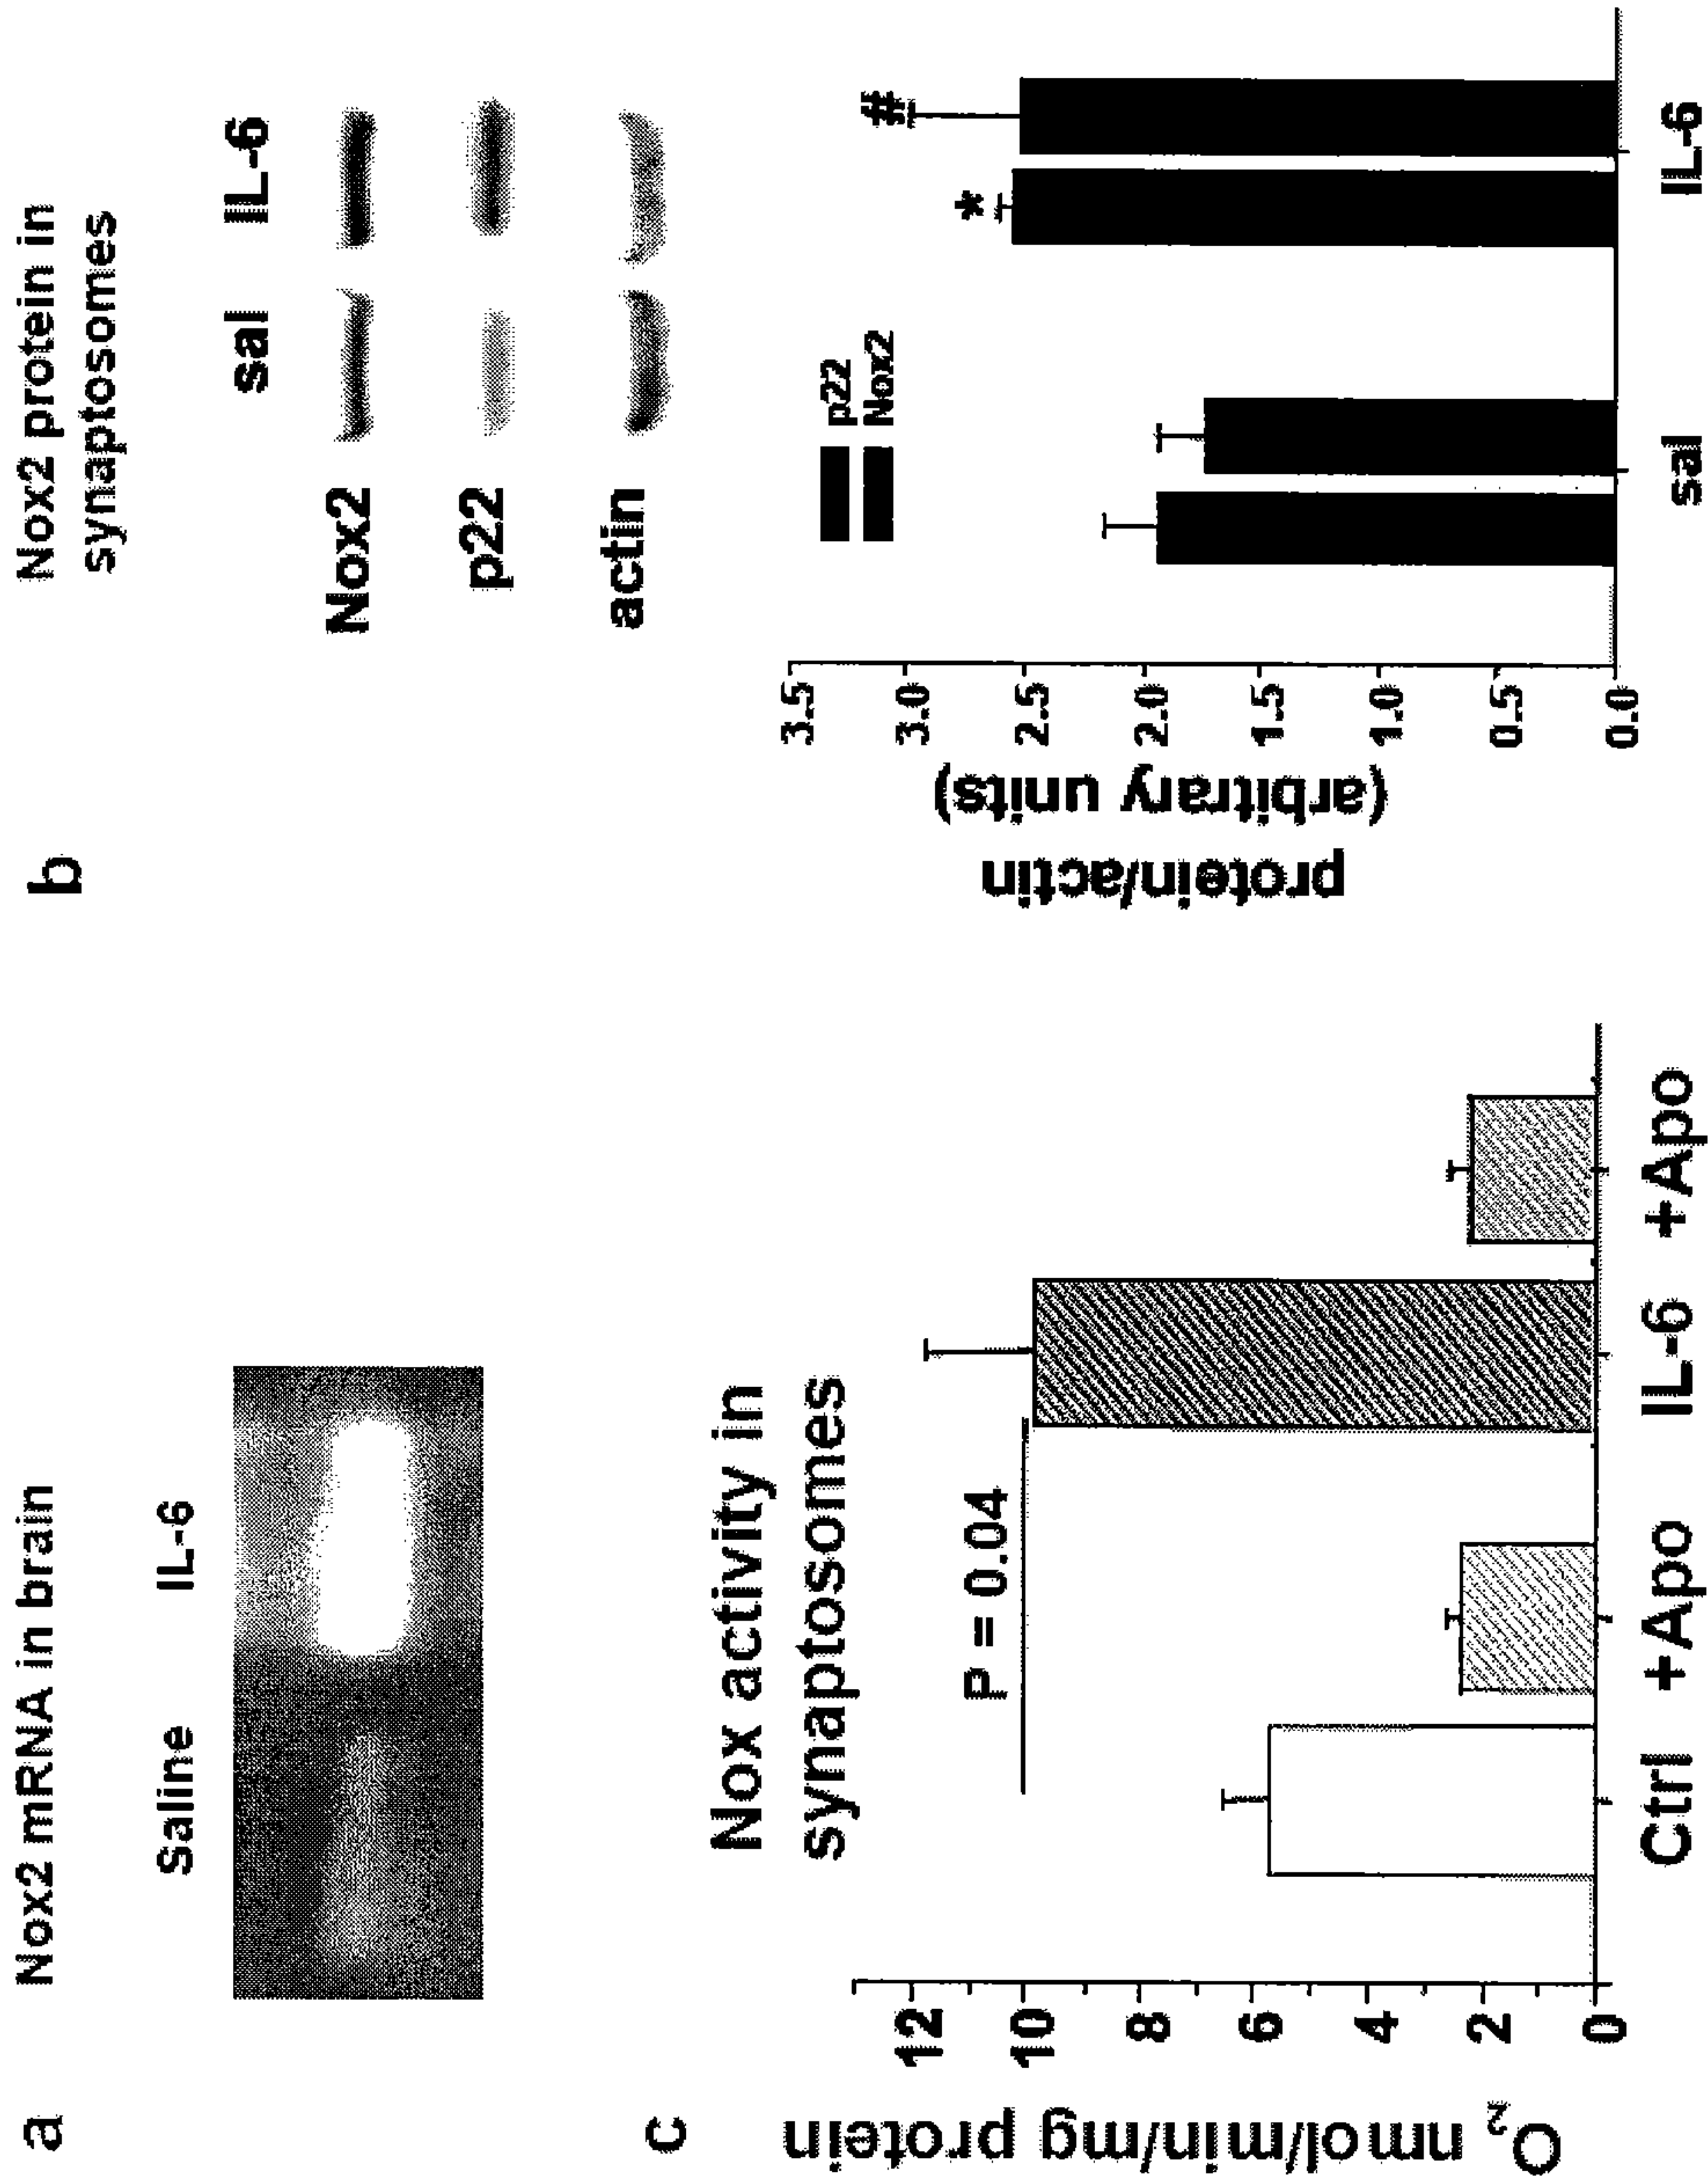 a
Nox2 mRNA in brain
Saline IL-6
b
Nox2 protein in
synaptosomes
sal IL-6
Nox2
p22
actin
p22
Nox2
protein/actin
(arbitrary units)
3.5
3.0
2.5
2.0
1.5
1.0
0.5
0.0
*
#
sal IL-6
c
Nox activity in
synaptosomes
P = 0.04
O₂ nmol/min/mg protein
12
10
8
6
4
2
0
Ctrl +Apo IL-6 +Apo